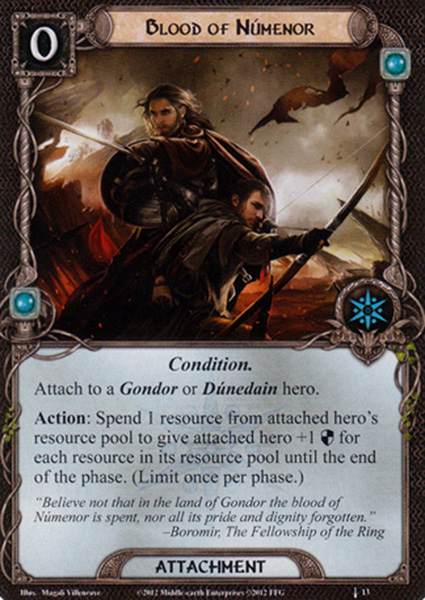 0
BLOOD OF NÚMENOR
Condition.
Attach to a Gondor or Dúnedain hero.
Action: Spend 1 resource from attached hero's
resource pool to give attached hero +1 for
each resource in its resource pool until the end
of the phase. (Limit once per phase.)
"Believe not that in the land of Gondor the blood of
Númenor is spent, nor all its pride and dignity forgotten."
–Boromir, The Fellowship of the Ring
ATTACHMENT
Illus. Magali Villeneuve ©2012 Middle-earth Enterprises ©2012 FFG 13